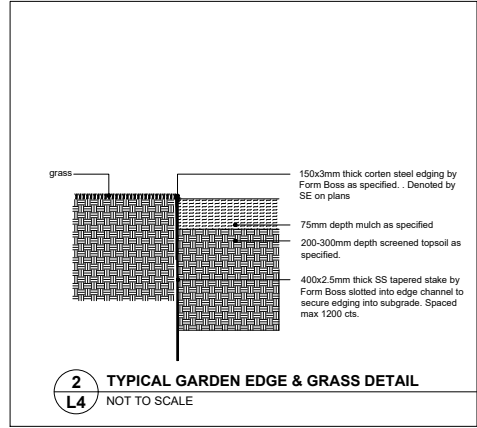 grass
150x3mm thick corten steel edging by
Form Boss as specified. . Denoted by
SE on plans
75mm depth mulch as specified
200-300mm depth screened topsoil as
specified.
400x2.5mm thick SS tapered stake by
Form Boss slotted into edge channel to
secure edging into subgrade. Spaced
max 1200 cts.
2 TYPICAL GARDEN EDGE & GRASS DETAIL
L4 NOT TO SCALE